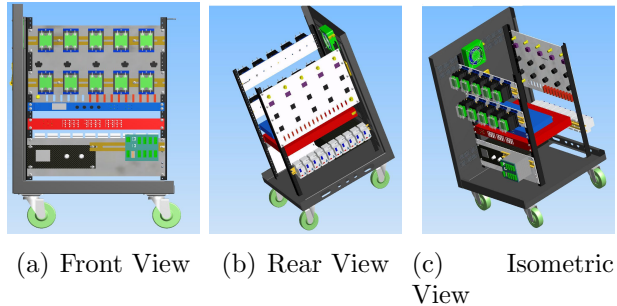 (a) Front View
(b) Rear View
(c) Isometric
View